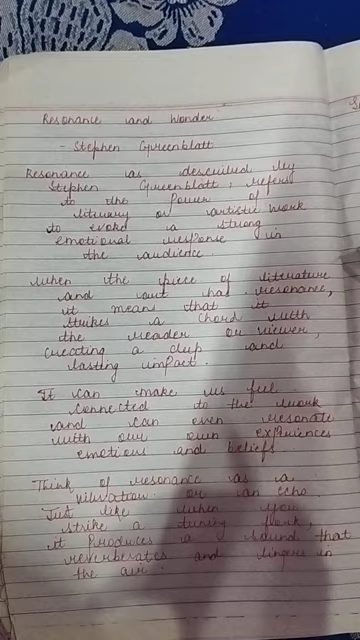 Resonance and Wonder
- Stephen Greenblatt
Resonance as described by
Stephen Greenblatt, refers
to the Power of
literary or artistic work
to evoke a strong
emotional response in
the audience.
When the piece of literature
and art has resonance,
it means that it
strikes a chord with
the reader or viewer,
creating a deep and
lasting impact.
It can make us feel
connected to the work
and can even resonate
with our own experiences
emotions and beliefs
Think of resonance as a
vibration or an echo.
Just like when you
strike a tuning fork,
it Produces a sound that
reverberates and lingers in
the air.